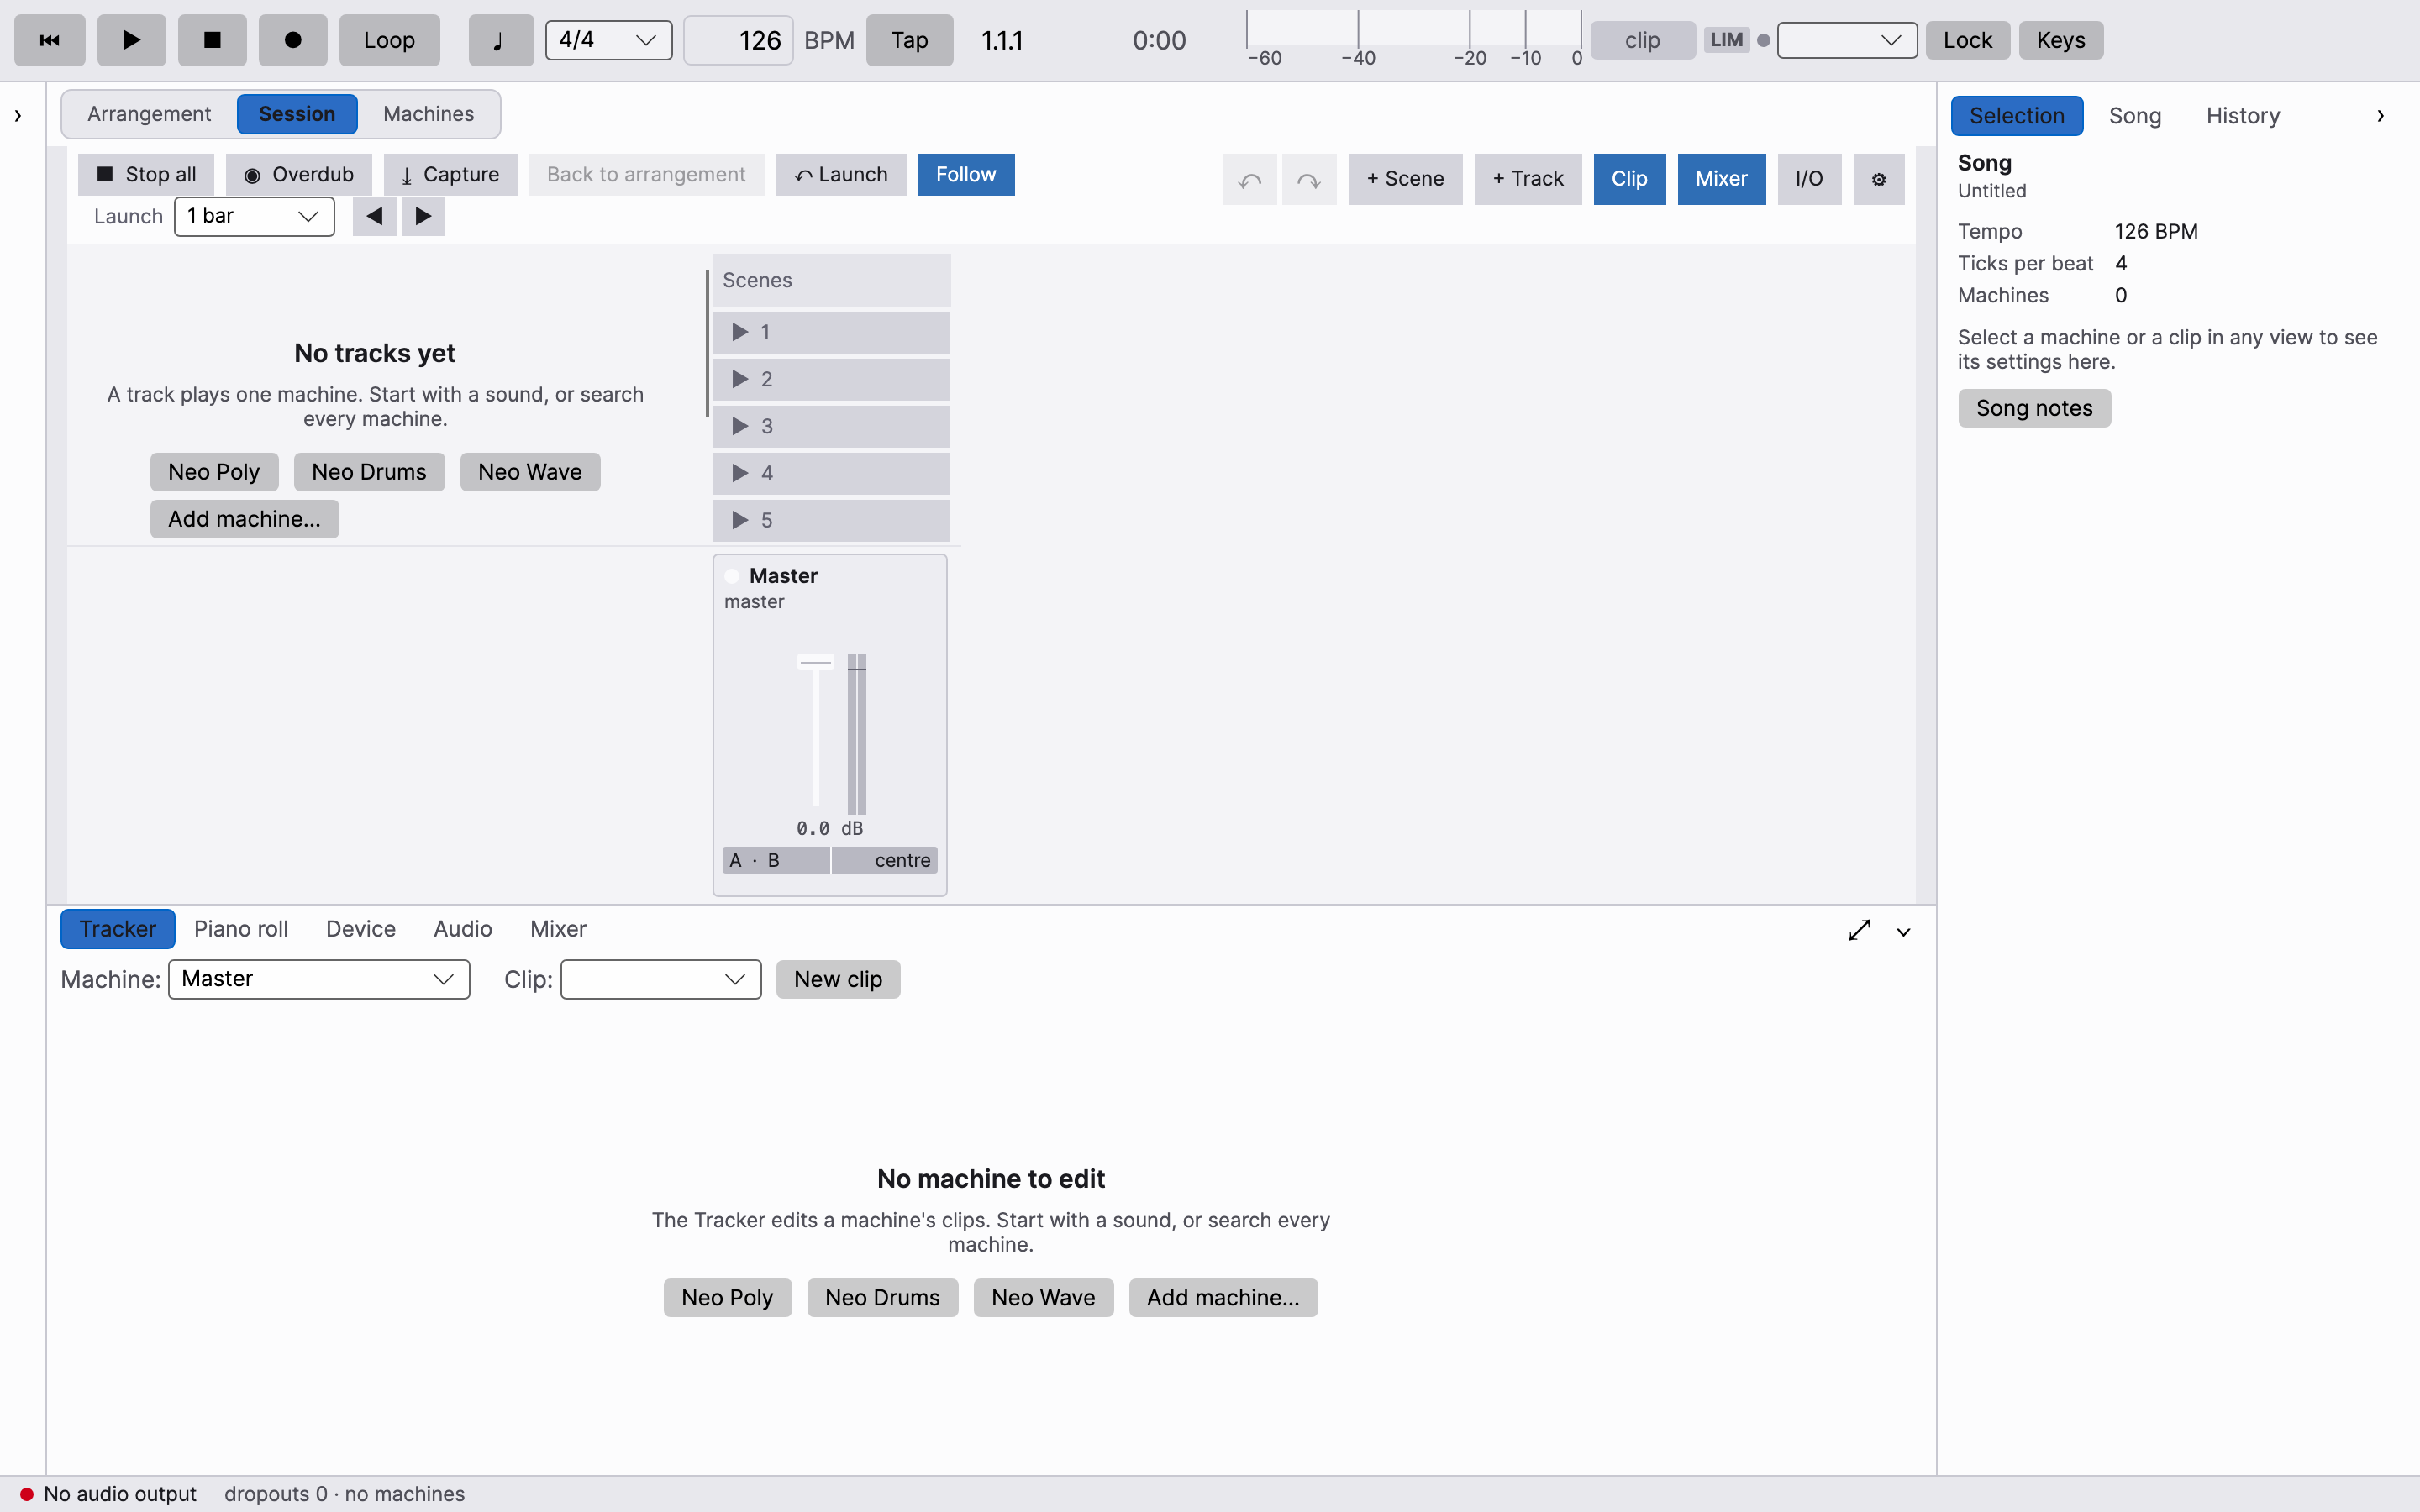 Loop
4/4
126 BPM
Tap
1.1.1
0:00
−60 −40 −20 −10 0
clip
LIM
Lock
Keys
Arrangement Session Machines
Stop all
Overdub
Capture
Back to arrangement
Launch
Follow
+ Scene
+ Track
Clip
Mixer
I/O
Launch 1 bar
No tracks yet
A track plays one machine. Start with a sound, or search
every machine.
Neo Poly Neo Drums Neo Wave
Add machine...
Scenes
1
2
3
4
5
Master
master
0.0 dB
A · B centre
Selection Song History
Song
Untitled
Tempo 126 BPM
Ticks per beat 4
Machines 0
Select a machine or a clip in any view to see
its settings here.
Song notes
Tracker Piano roll Device Audio Mixer
Machine: Master Clip: New clip
No machine to edit
The Tracker edits a machine's clips. Start with a sound, or search every
machine.
Neo Poly Neo Drums Neo Wave Add machine...
No audio output dropouts 0 · no machines